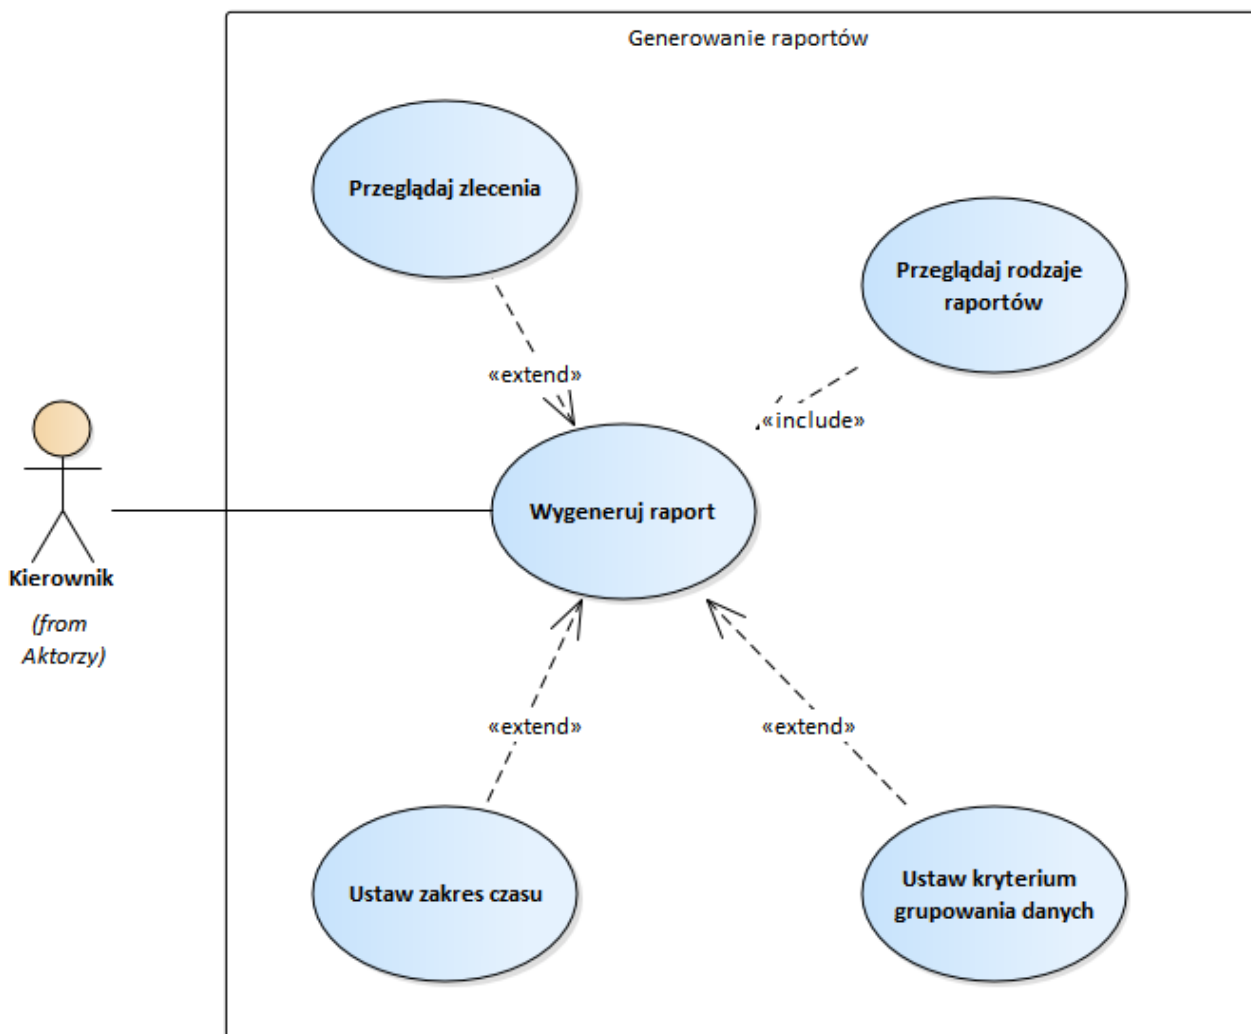 Generowanie raportów
Przeglądaj zlecenia
Przeglądaj rodzaje
raportów
«extend»
«include»
Wygeneruj raport
Kierownik
(from
Aktorzy)
«extend»
«extend»
Ustaw zakres czasu
Ustaw kryterium
grupowania danych